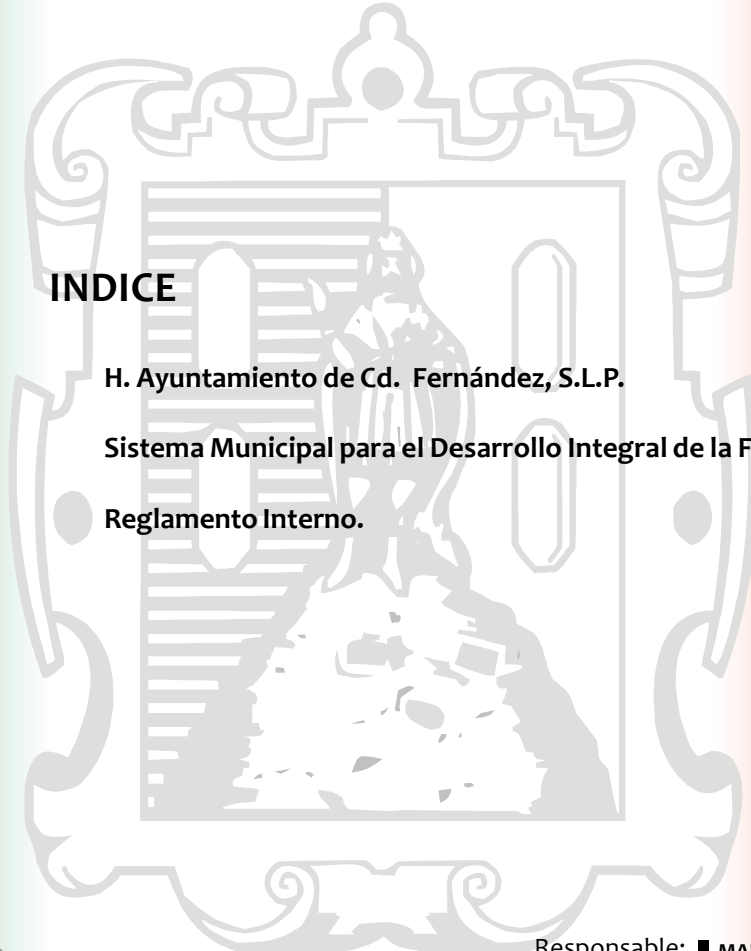 INDICE
H. Ayuntamiento de Cd. Fernández, S.L.P.
Sistema Municipal para el Desarrollo Integral de la F
Reglamento Interno.
Responsable: